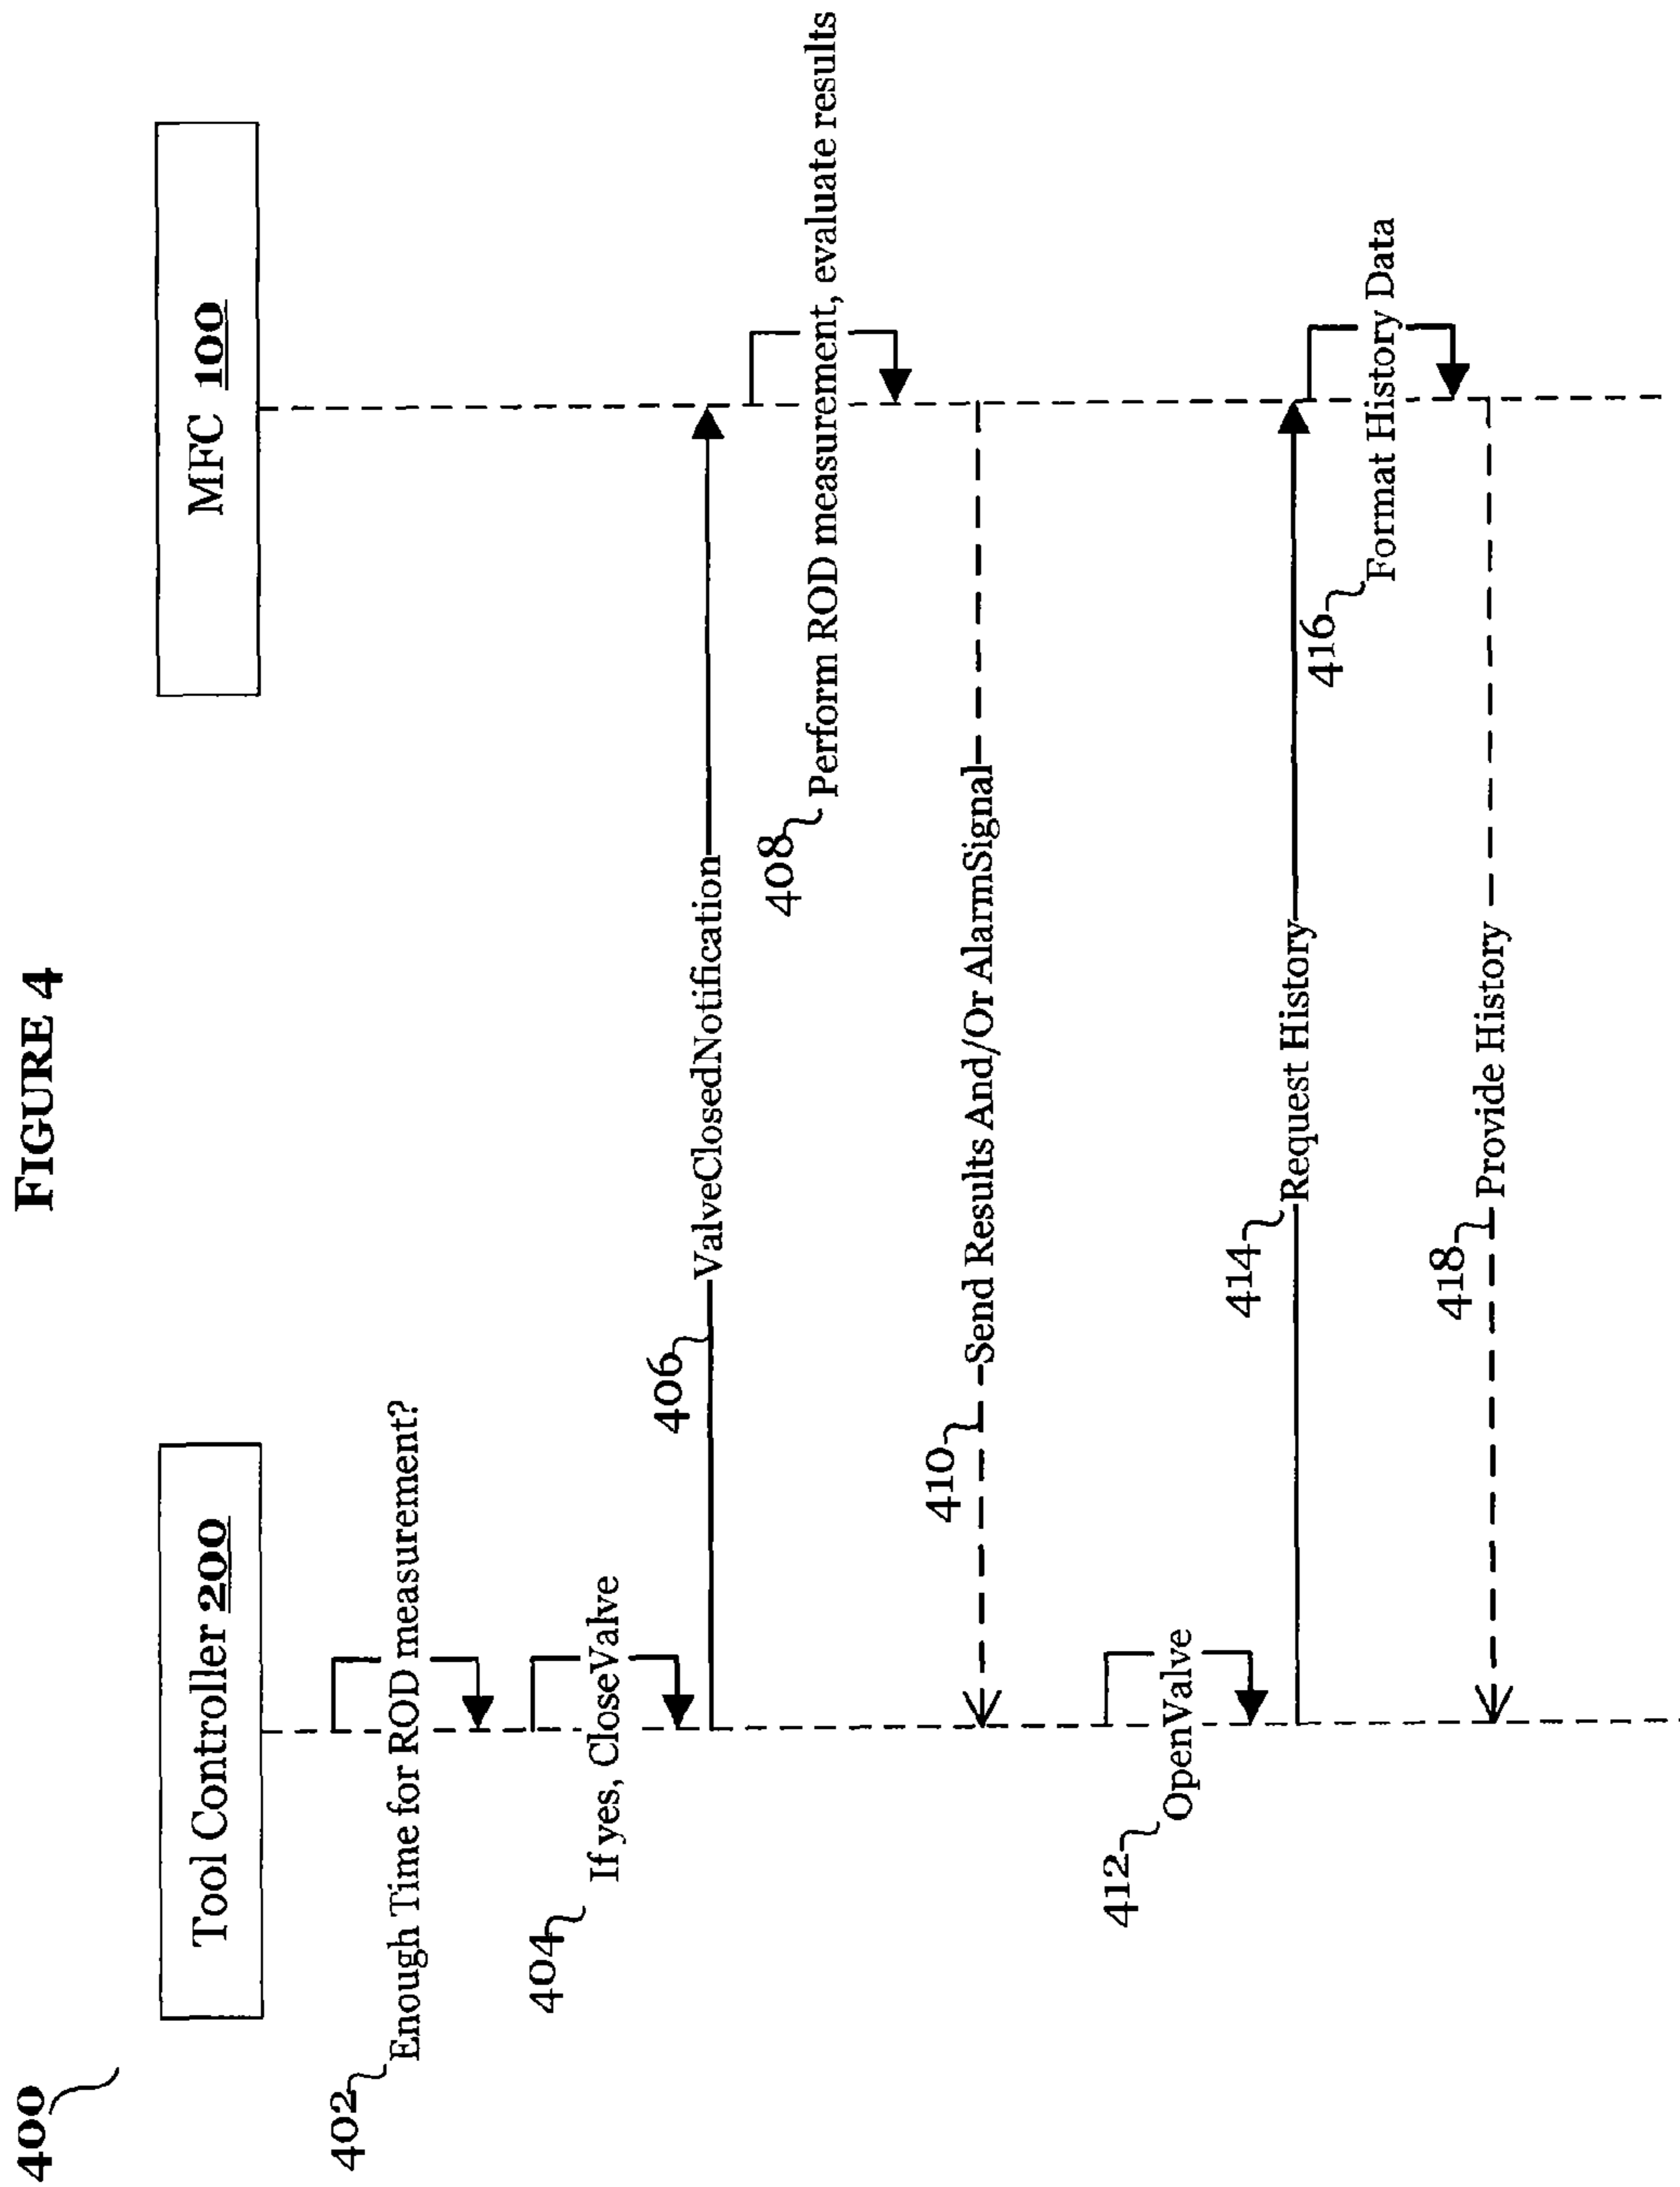 FIGURE 4
400
Tool Controller 200
MFC 100
402
Enough Time for ROD measurement?
404
If yes, CloseValve
406
ValveClosedNotification
408
Perform ROD measurement, evaluate results
410
Send Results And/Or AlarmSignal
412
OpenValve
414
Request History
416
Format History Data
418
Provide History